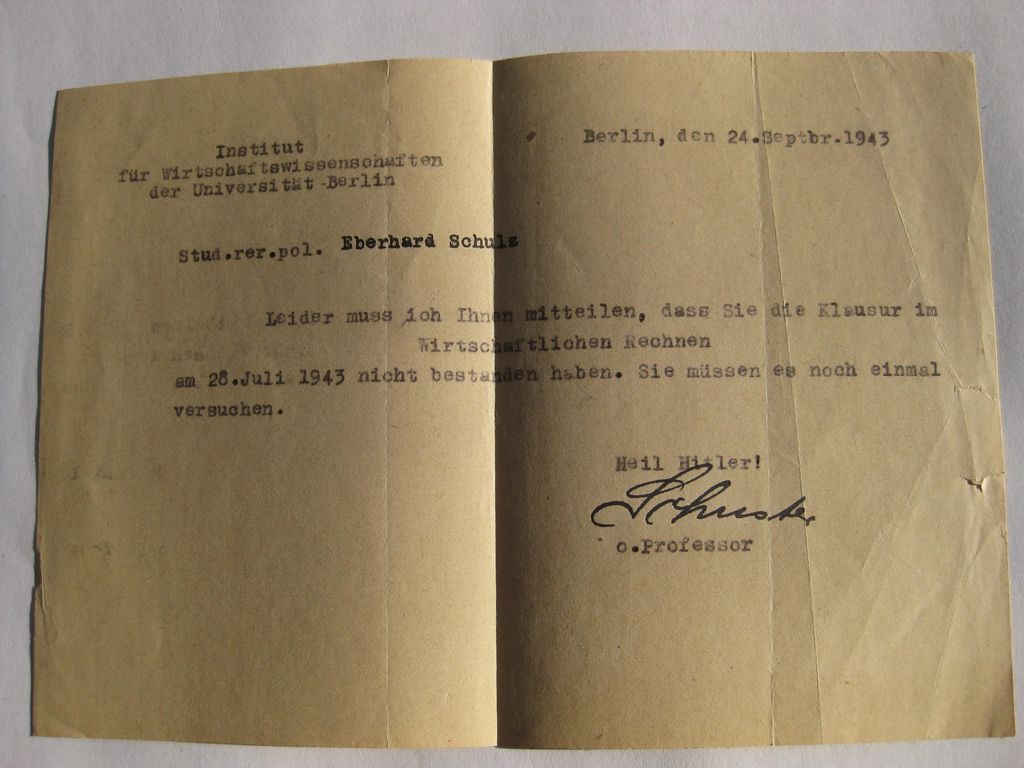 Institut
für Wirtschaftswissenschaften
der Universität Berlin
Berlin, den 24.Septbr.1943
Stud.rer.pol. Eberhard Schulz
Leider muss ich Ihnen mitteilen, dass Sie die Klausur im
Wirtschaftlichen Rechnen
am 28.Juli 1943 nicht bestanden haben. Sie müssen es noch einmal
versuchen.
Heil Hitler!
Schuster
o.Professor